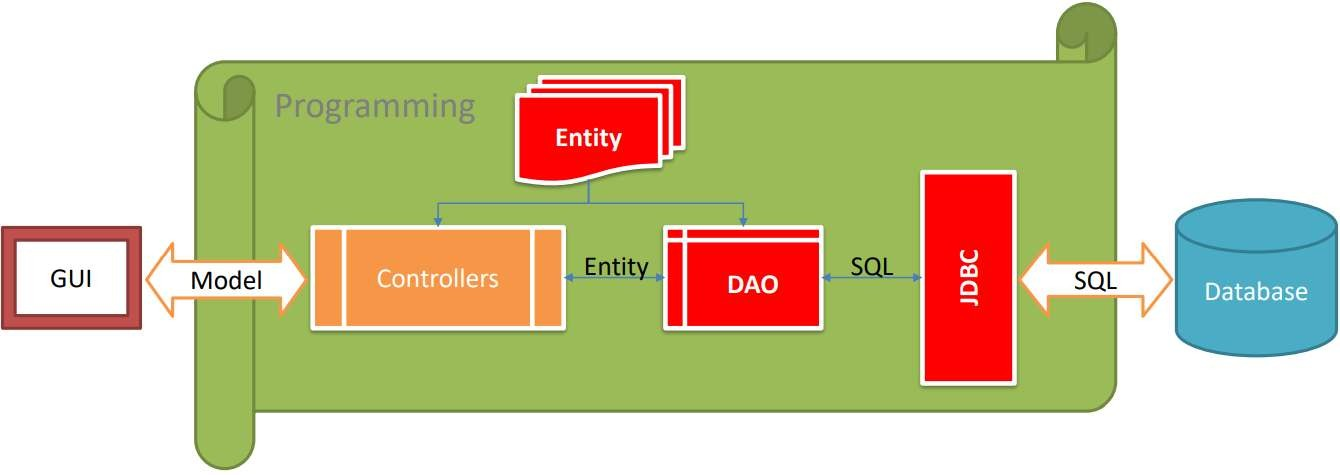 Programming
Entity
GUI
Model
Controllers
Entity
DAO
SQL
JDBC
SQL
Database